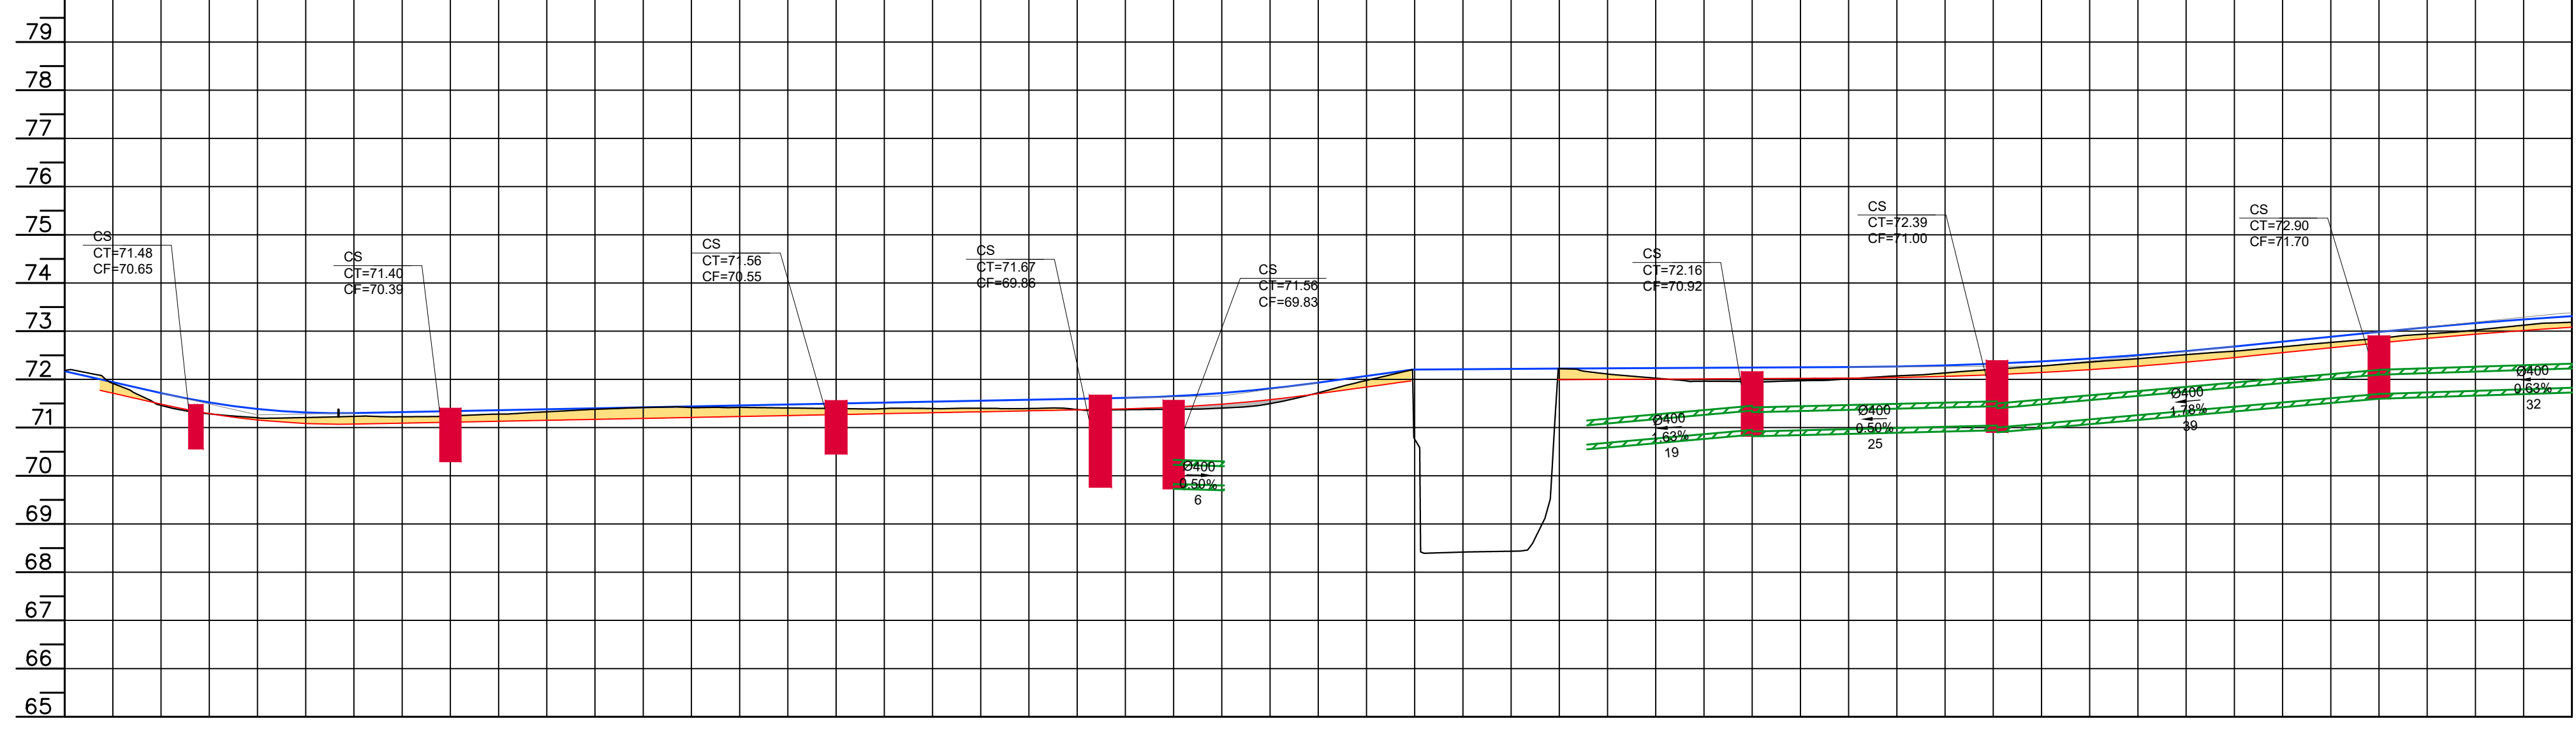 79
78
77
76
75
74
73
72
71
70
69
68
67
66
65
CS
CT=71.48
CF=70.65
CS
CT=71.40
CF=70.39
CS
CT=71.56
CF=70.55
CS
CT=71.67
CF=69.86
CS
CT=71.56
CF=69.83
Ø400
0.50%
6
CS
CT=72.16
CF=70.92
Ø400
1.63%
19
CS
CT=72.39
CF=71.00
Ø400
0.50%
25
Ø400
1.78%
39
CS
CT=72.90
CF=71.70
Ø400
0.63%
32